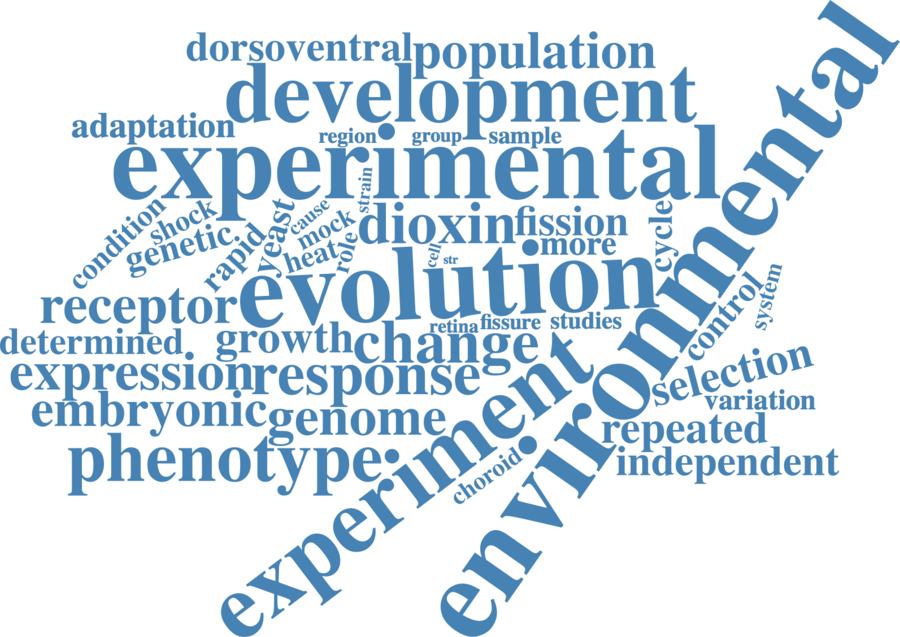 dorsoventral
population
development
environmental
adaptation
region
group
sample
experimental
strain
condition
shock
genetic
rapid
yeast
cause
mock
heat
role
dioxin
fission
more
cycle
cell
str
evolution
receptor
control
system
determined
growth
change
retina
fissure
studies
expression
response
experiment
selection
variation
embryonic
genome
repeated
phenotype
choroid
independent